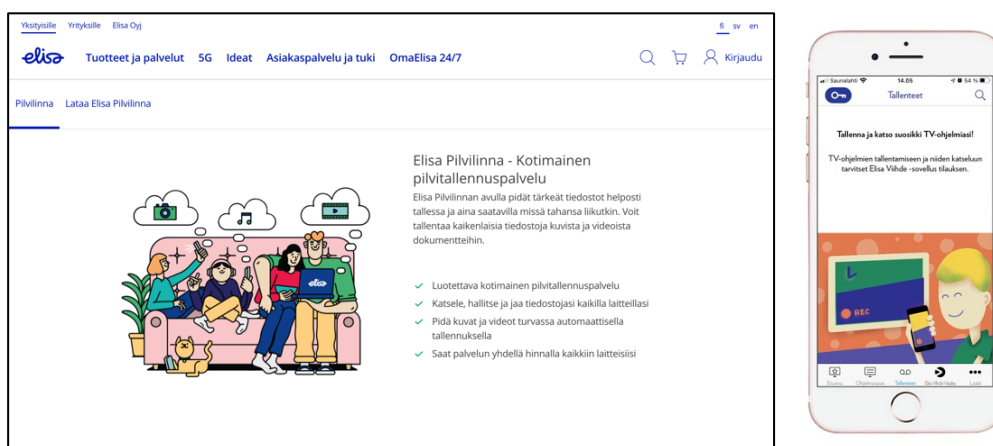 Yksityisille Yrityksille Elisa Oyj fi sv en
elisa Tuotteet ja palvelut 5G Ideat Asiakaspalvelu ja tuki OmaElisa 24/7 Kirjaudu
Pilvilinna Lataa Elisa Pilvilinna
Elisa Pilvilinna - Kotimainen
pilvitallennuspalvelu
Elisa Pilvilinnan avulla pidät tärkeät tiedostot helposti
tallessa ja aina saatavilla missä tahansa liikutkin. Voit
tallentaa kaikenlaisia tiedostoja kuvista ja videoista
dokumentteihin.
Luotettava kotimainen pilvitallennuspalvelu
Katsele, hallitse ja jaa tiedostojasi kaikilla laitteillasi
Pidä kuvat ja videot turvassa automaattisella
tallennuksella
Saat palvelun yhdellä hinnalla kaikkiin laitteisiisi
elisa
Saunalahti 14.05 54 %
Tallenteet
Tallenna ja katso suosikki TV-ohjelmiasi!
TV-ohjelmien tallentamiseen ja niiden katseluun
tarvitset Elisa Viihde -sovellus tilauksen.
REC
Etusivu Ohjelmaopas Tallenteet Elisa Viihde Viaplay Lisää